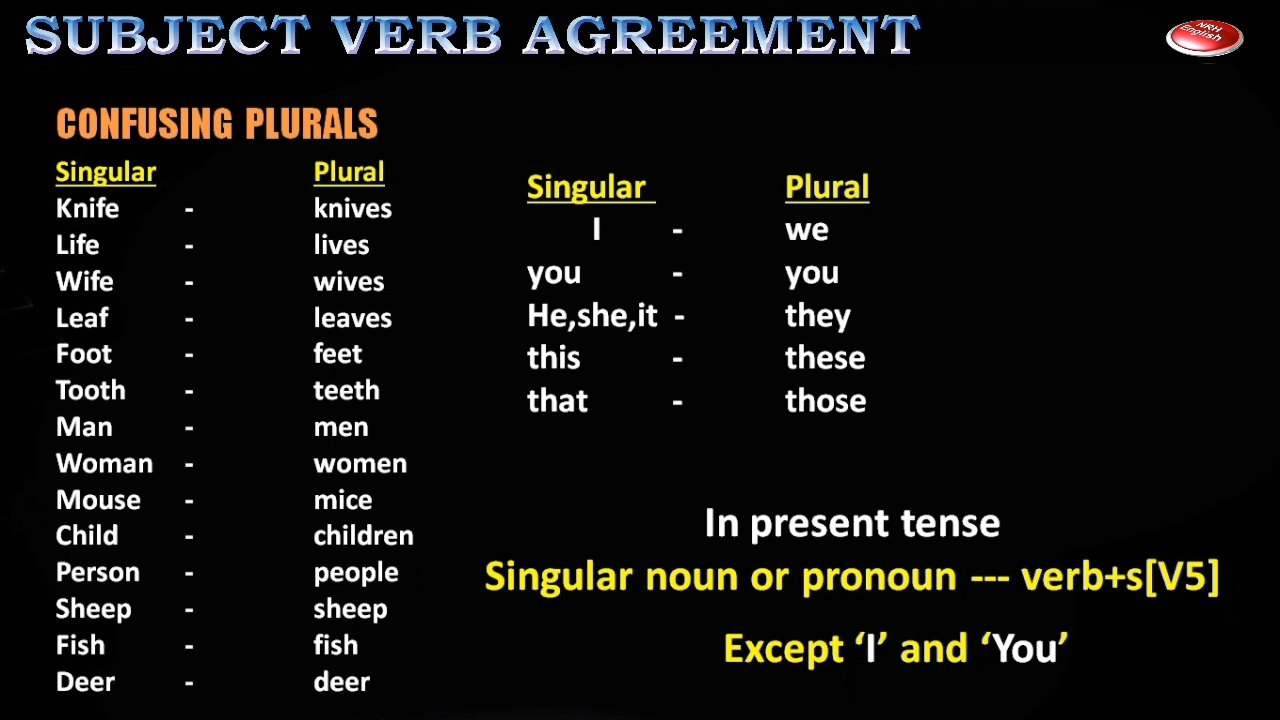 SUBJECT VERB AGREEMENT
NRH
English
CONFUSING PLURALS
Singular Plural
Knife - knives
Life - lives
Wife - wives
Leaf - leaves
Foot - feet
Tooth - teeth
Man - men
Woman - women
Mouse - mice
Child - children
Person - people
Sheep - sheep
Fish - fish
Deer - deer
Singular Plural
I - we
you - you
He,she,it - they
this - these
that - those
In present tense
Singular noun or pronoun --- verb+s[V5]
Except ‘I’ and ‘You’